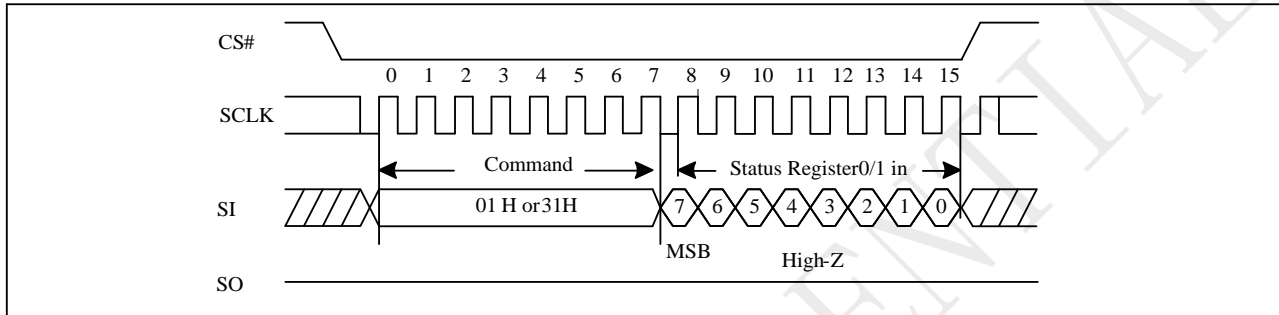 CS#
0 1 2 3 4 5 6 7 8 9 10 11 12 13 14 15
SCLK
Command Status Register0/1 in
SI 01 H or31H 7 6 5 4 3 2 1 0
MSB High-Z
SO
ENTIAL